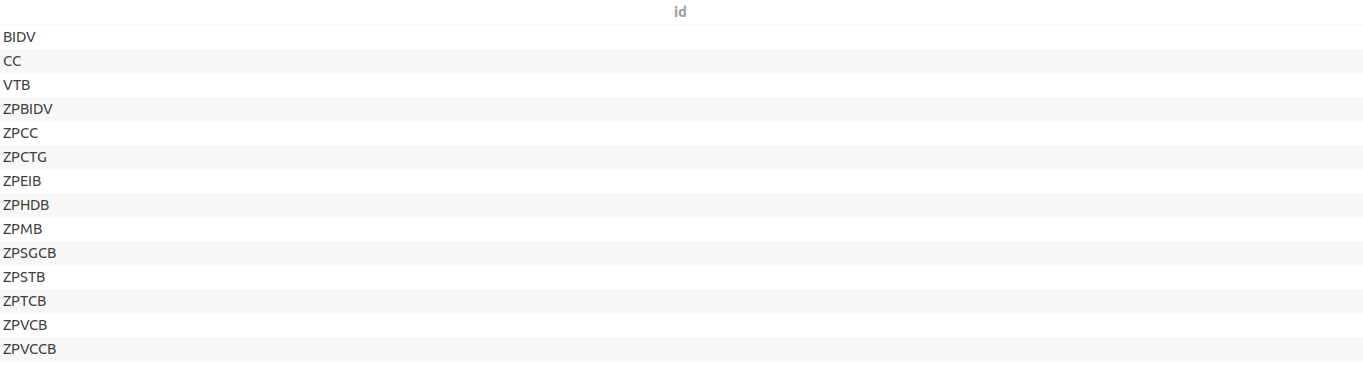 id
BIDV
CC
VTB
ZPBIDV
ZPCC
ZPCTG
ZPEIB
ZPHDB
ZPMB
ZPSGCB
ZPSTB
ZPTCB
ZPVCB
ZPVCCB